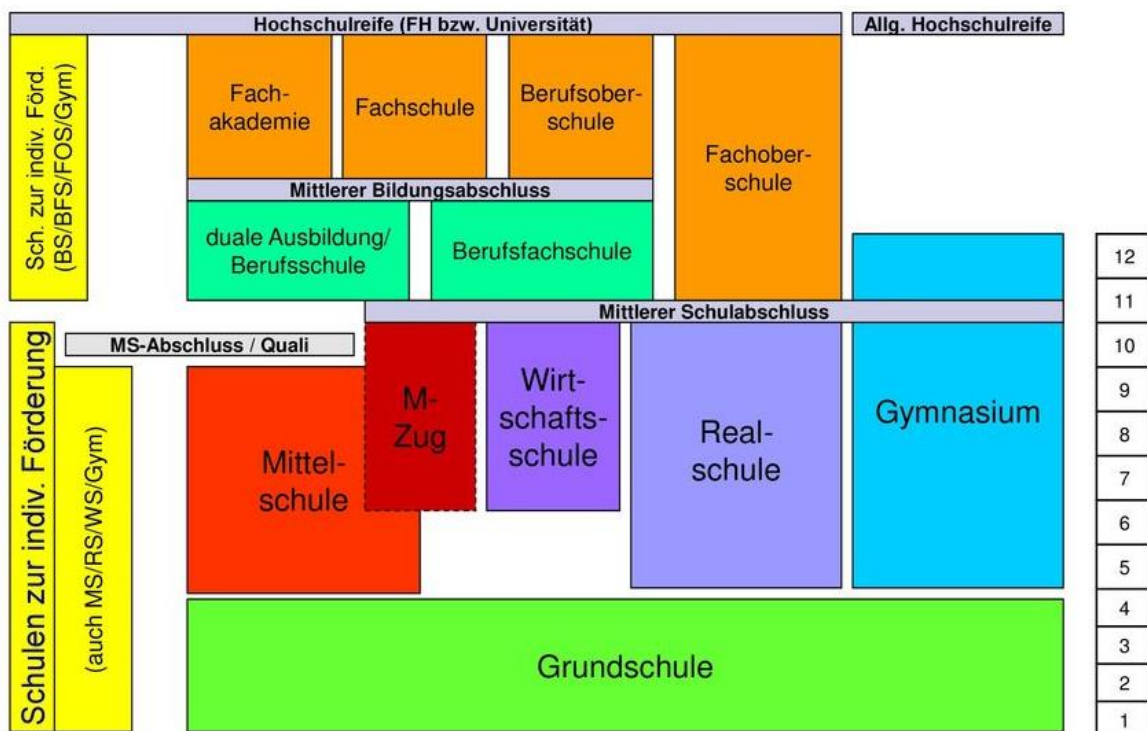 Hochschulreife (FH bzw. Universität)
Allg. Hochschulreife
Sch. zur indiv. Förd.
(BS/BFS/FOS/Gym)
Fach-
akademie
Fachschule
Berufsober-
schule
Fachober-
schule
Mittlerer Bildungsabschluss
duale Ausbildung/
Berufsschule
Berufsfachschule
Mittlerer Schulabschluss
MS-Abschluss / Quali
Schulen zur indiv. Förderung
(auch MS/RS/WS/Gym)
Mittel-
schule
M-
Zug
Wirt-
schafts-
schule
Real-
schule
Gymnasium
Grundschule
12
11
10
9
8
7
6
5
4
3
2
1